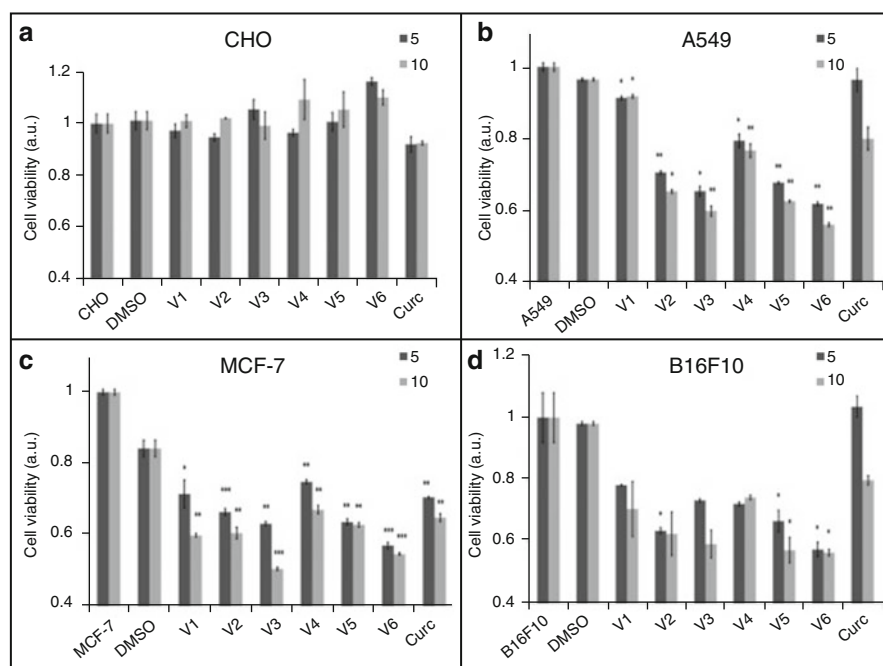 a
CHO
5
10
Cell viability (a.u.)
1.2
1
0.8
0.6
0.4
CHO
DMSO
V1
V2
V3
V4
V5
V6
Curc
b
A549
5
10
Cell viability (a.u.)
1
0.8
0.6
0.4
* *
** *
* **
* **
** **
** **
A549
DMSO
V1
V2
V3
V4
V5
V6
Curc
c
MCF-7
5
10
Cell viability (a.u.)
1
0.8
0.6
0.4
* **
*** **
** ***
** **
** **
*** ***
** **
MCF-7
DMSO
V1
V2
V3
V4
V5
V6
Curc
d
B16F10
5
10
Cell viability (a.u.)
1.2
1
0.8
0.6
0.4
*
* *
* *
B16F10
DMSO
V1
V2
V3
V4
V5
V6
Curc